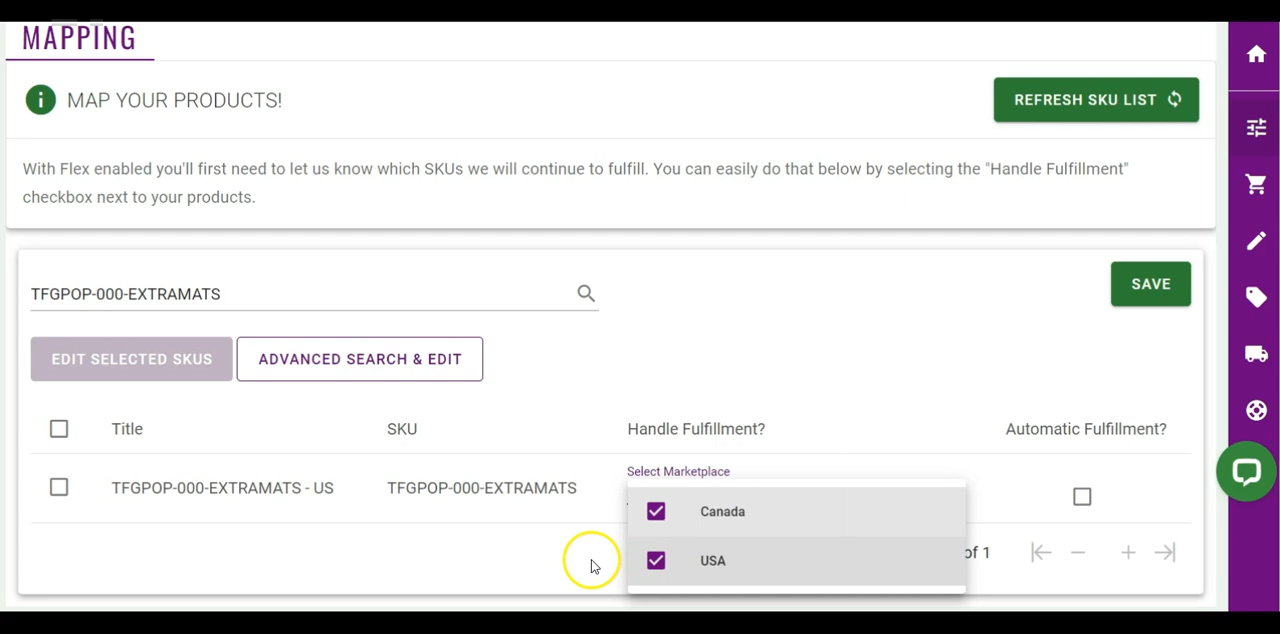 MAPPING
MAP YOUR PRODUCTS!
REFRESH SKU LIST
With Flex enabled you'll first need to let us know which SKUs we will continue to fulfill. You can easily do that below by selecting the "Handle Fulfillment"
checkbox next to your products.
TFGPOP-000-EXTRAMATS
SAVE
EDIT SELECTED SKUS
ADVANCED SEARCH & EDIT
Title SKU Handle Fulfillment? Automatic Fulfillment?
Select Marketplace
TFGPOP-000-EXTRAMATS - US TFGPOP-000-EXTRAMATS
Canada
of 1
USA